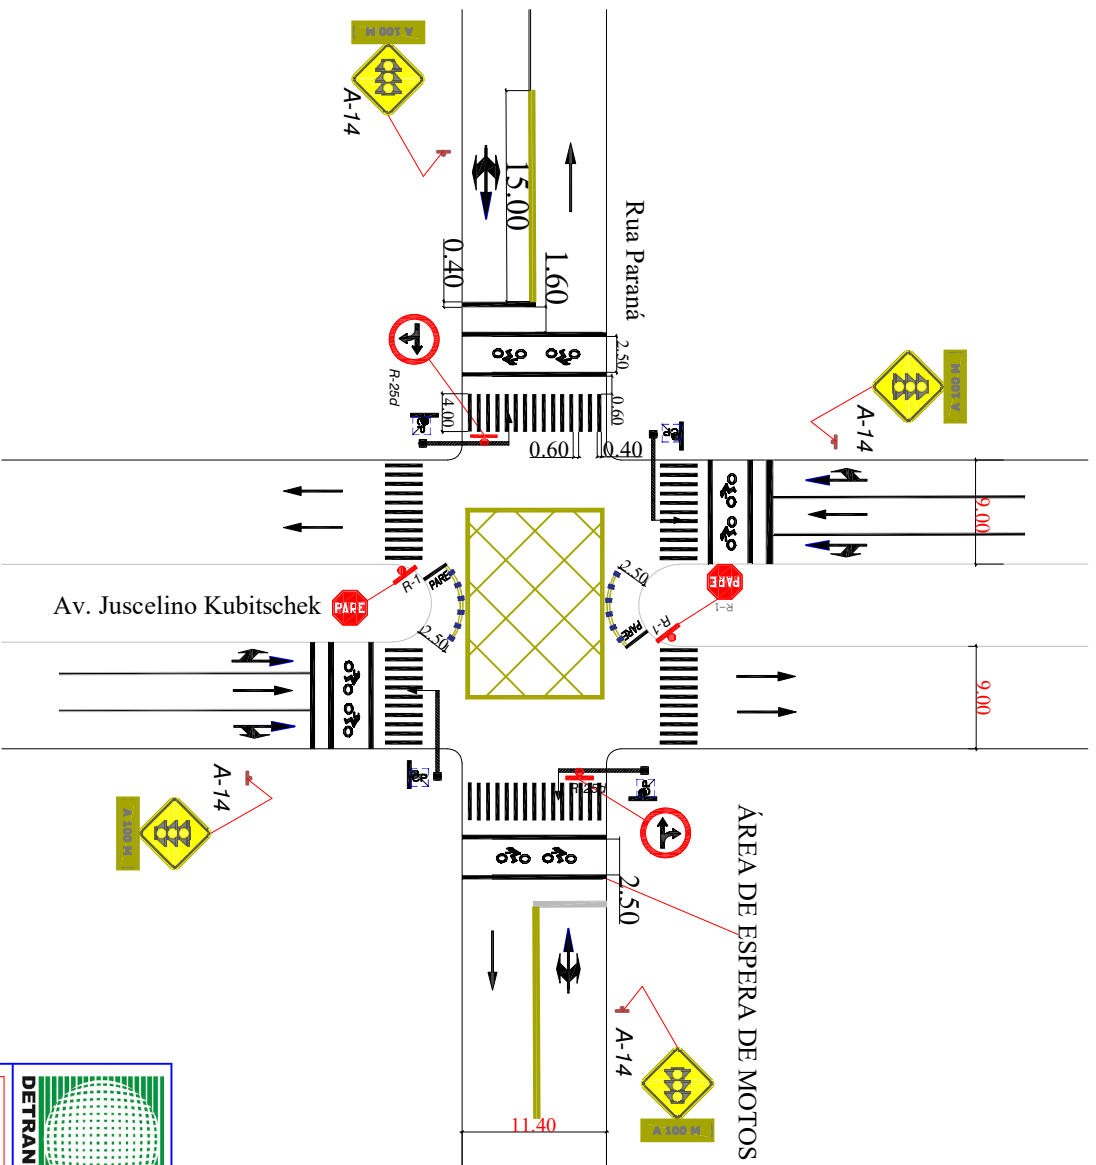 A 100 M
A-14
15.00
0.40
1.60
Rua Paraná
2.50
R-25d
4.00
0.60
0.60
0.40
A 100 M
A-14
9.00
Av. Juscelino Kubitschek
PARE
R-1
PARE
2.50
2.50
PARE
R-1
PARE
R-1
9.00
A-14
A 100 M
R-25d
2.50
ÁREA DE ESPERA DE MOTOS
A-14
A 100 M
11.40
DETRAN